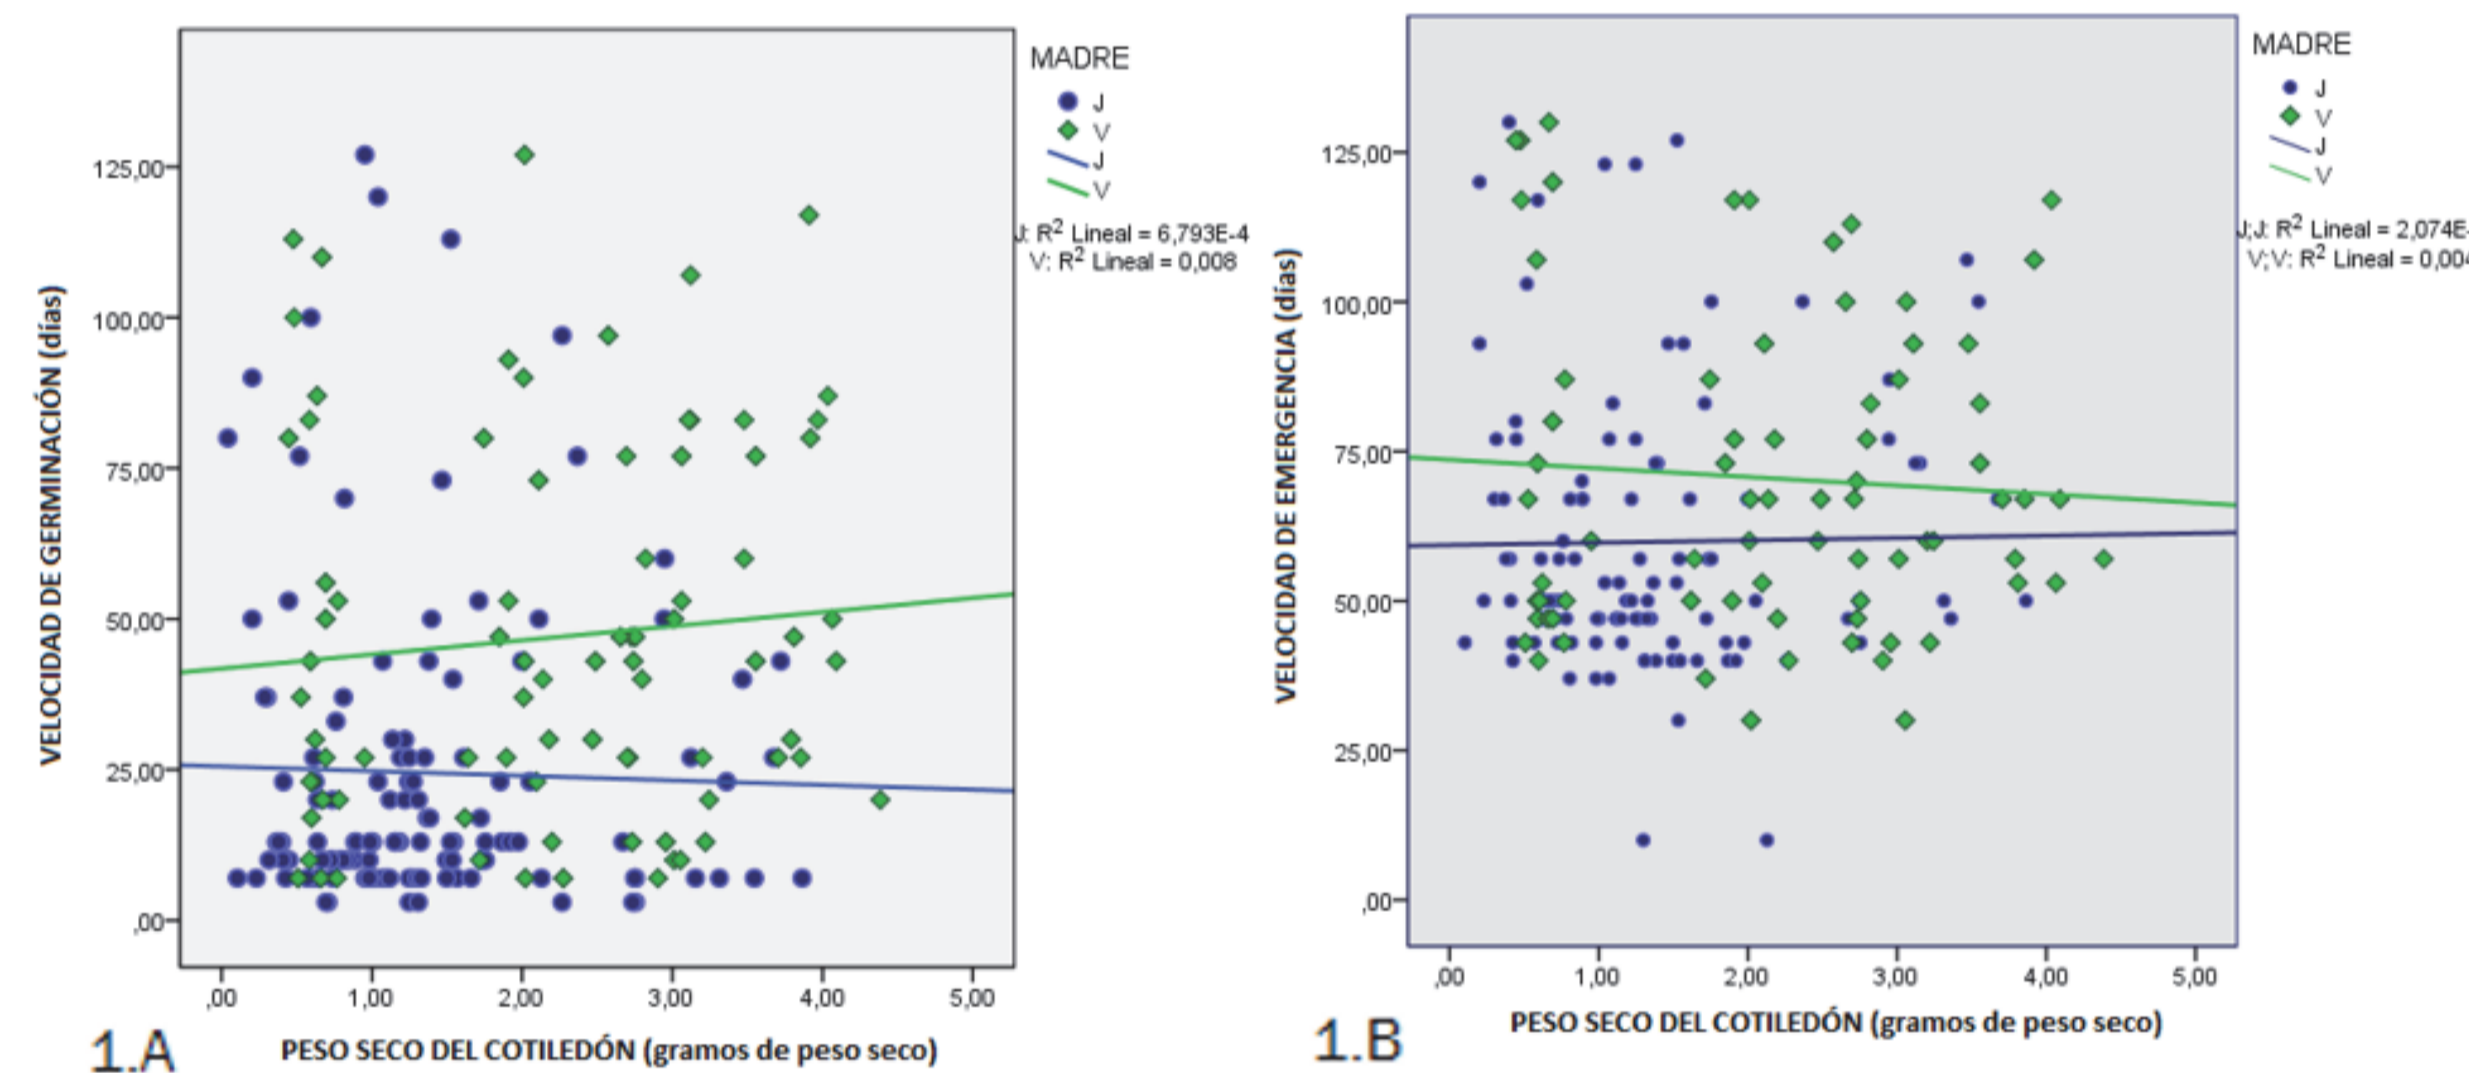 VELOCIDAD DE GERMINACIÓN (días)
125,00
100,00
75,00
50,00
25,00
,00
,00 1,00 2,00 3,00 4,00 5,00
PESO SECO DEL COTILEDÓN (gramos de peso seco)
1.A
MADRE
J
V
J
V
J: R² Lineal = 6,793E-4
V: R² Lineal = 0,008
VELOCIDAD DE EMERGENCIA (días)
125,00
100,00
75,00
50,00
25,00
,00
,00 1,00 2,00 3,00 4,00 5,00
PESO SECO DEL COTILEDÓN (gramos de peso seco)
1.B
MADRE
J
V
J
V
J;J: R² Lineal = 2,074E-
V;V: R² Lineal = 0,004